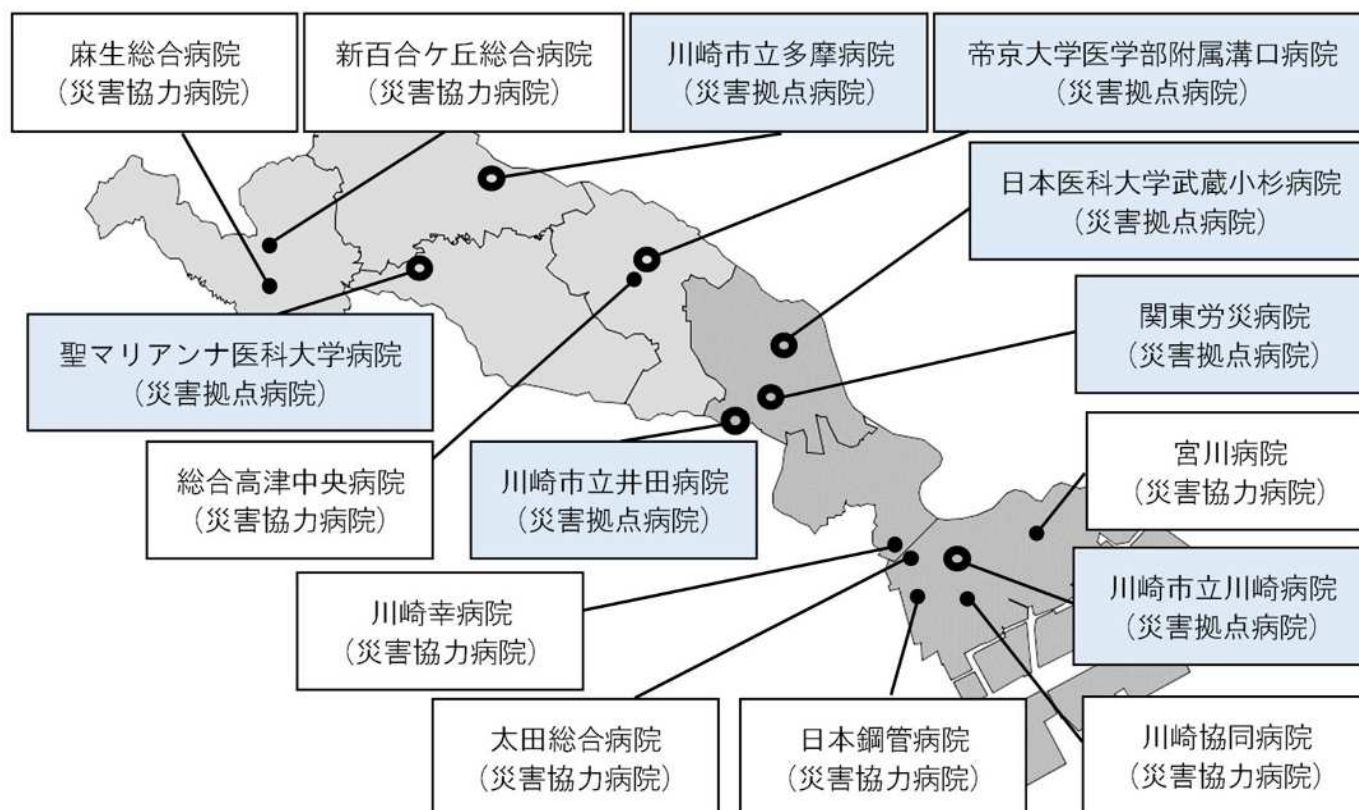 麻生総合病院
（災害協力病院）
新百合ケ丘総合病院
（災害協力病院）
川崎市立多摩病院
（災害拠点病院）
帝京大学医学部附属溝口病院
（災害拠点病院）
日本医科大学武蔵小杉病院
（災害拠点病院）
関東労災病院
（災害拠点病院）
聖マリアンナ医科大学病院
（災害拠点病院）
総合高津中央病院
（災害協力病院）
川崎市立井田病院
（災害拠点病院）
宮川病院
（災害協力病院）
川崎幸病院
（災害協力病院）
川崎市立川崎病院
（災害拠点病院）
太田総合病院
（災害協力病院）
日本鋼管病院
（災害協力病院）
川崎協同病院
（災害協力病院）